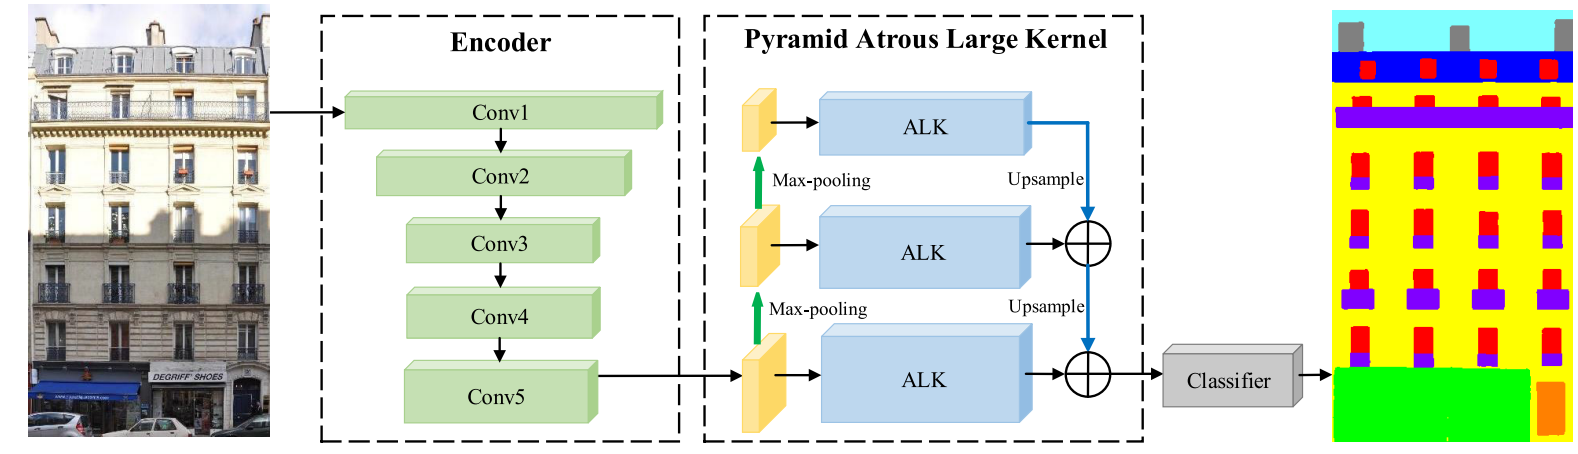 Encoder
Conv1
Conv2
Conv3
Conv4
Conv5
Pyramid Atrous Large Kernel
ALK
Max-pooling
Upsample
ALK
Max-pooling
Upsample
ALK
Classifier
DEGRIFF' SHOES